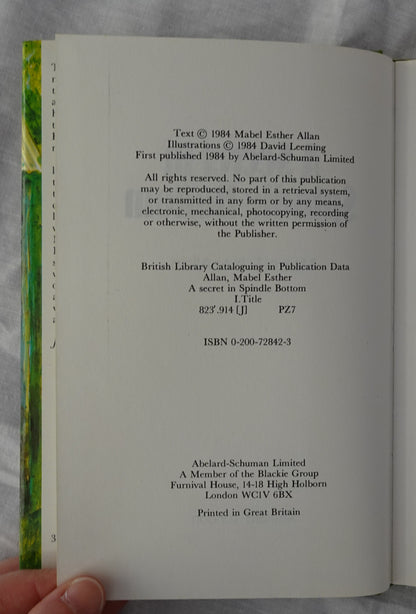 Text © 1984 Mabel Esther Allan
Illustrations © 1984 David Leeming
First published 1984 by Abelard-Schuman Limited
All rights reserved. No part of this publication
may be reproduced, stored in a retrieval system,
or transmitted in any form or by any means,
electronic, mechanical, photocopying, recording
or otherwise, without the written permission of
the Publisher.
British Library Cataloguing in Publication Data
Allan, Mabel Esther
A secret in Spindle Bottom
I.Title
823'.914 [J] PZ7
ISBN 0-200-72842-3
Abelard-Schuman Limited
A Member of the Blackie Group
Furnival House, 14-18 High Holborn
London WC1V 6BX
Printed in Great Britain